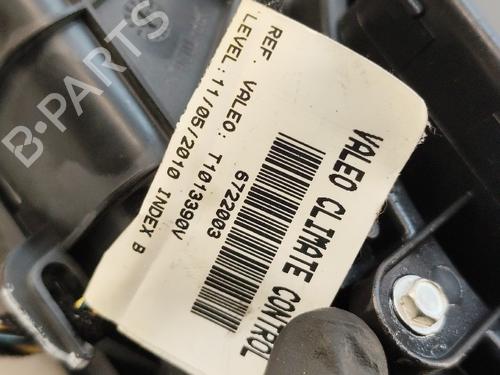 VALEO CLIMATE CONTROL
6722003
REF: VALEO: T1013390V
LEVEL:11/05/2010 INDEX B
B-PARTS